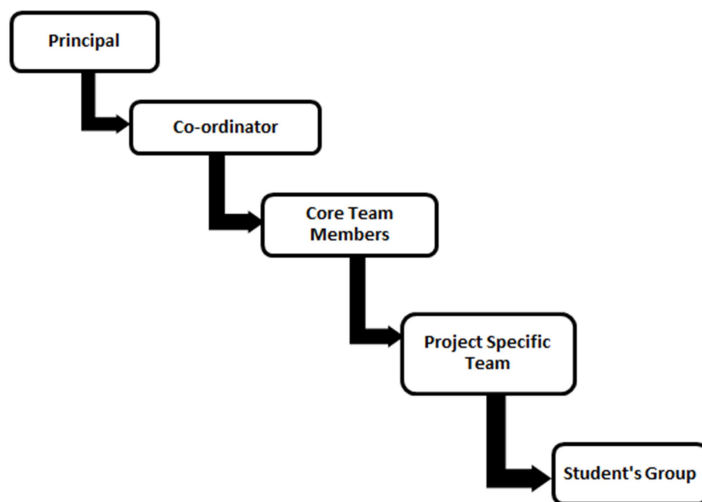 Principal
Co-ordinator
Core Team
Members
Project Specific
Team
Student's Group